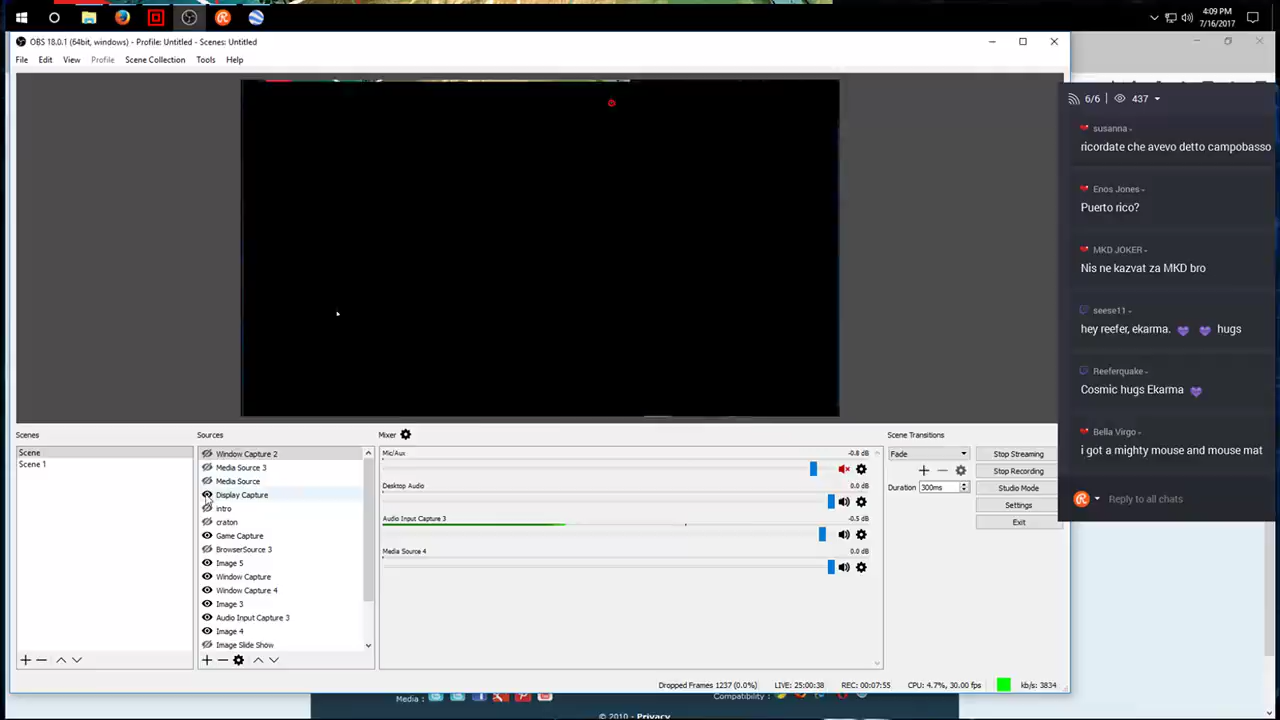 4:09 PM
7/16/2017
OBS 18.0.1 (64bit, windows) - Profile: Untitled - Scenes: Untitled
File Edit View Profile Scene Collection Tools Help
6/6 | 437
susanna
ricordate che avevo detto campobasso
Enos Jones
Puerto rico?
MKD JOKER
Nis ne kazvat za MKD bro
seese11
hey reefer, ekarma. hugs
Reeferquake
Cosmic hugs Ekarma
Bella Virgo
i got a mighty mouse and mouse mat
Reply to all chats
Scenes
Scene
Scene 1
Sources
Window Capture 2
Media Source 3
Media Source
Display Capture
intro
craton
Game Capture
BrowserSource 3
Image 5
Window Capture
Window Capture 4
Image 3
Audio Input Capture 3
Image 4
Image Slide Show
Mixer
Mic/Aux -0.8 dB
Desktop Audio 0.0 dB
Audio Input Capture 3 -0.5 dB
Media Source 4 0.0 dB
Scene Transitions
Fade
Duration 300ms
Stop Streaming
Stop Recording
Studio Mode
Settings
Exit
Dropped Frames 1237 (0.0%) LIVE: 25:00:38 REC: 00:07:55 CPU: 4.7%, 30.00 fps kb/s: 3834
Media : Compatibility :
© 2010 - Privacy